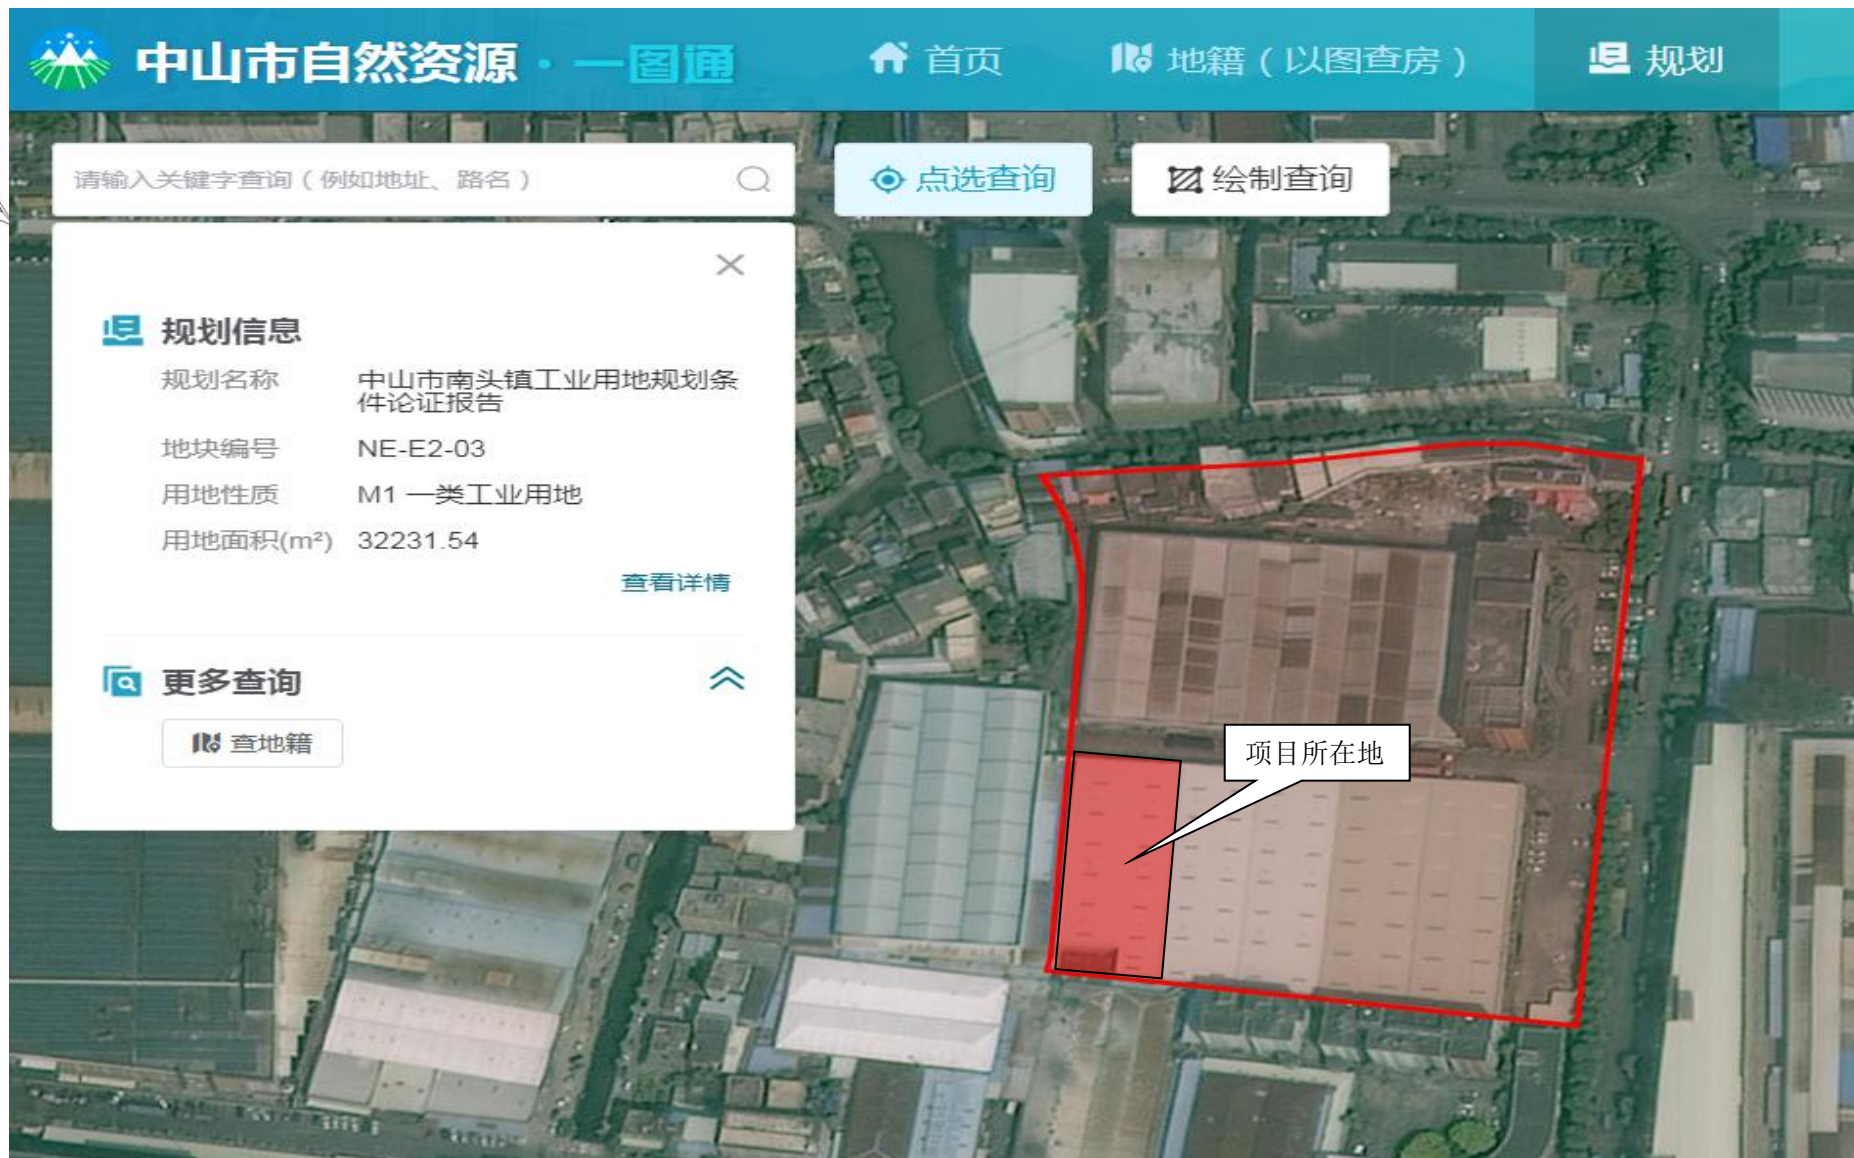 中山市自然资源·一图通
首页
地籍（以图查房）
规划
请输入关键字查询（例如地址、路名）
点选查询
绘制查询
规划信息
规划名称 中山市南头镇工业用地规划条
件论证报告
地块编号 NE-E2-03
用地性质 M1 一类工业用地
用地面积(m²) 32231.54
查看详情
更多查询
查地籍
项目所在地